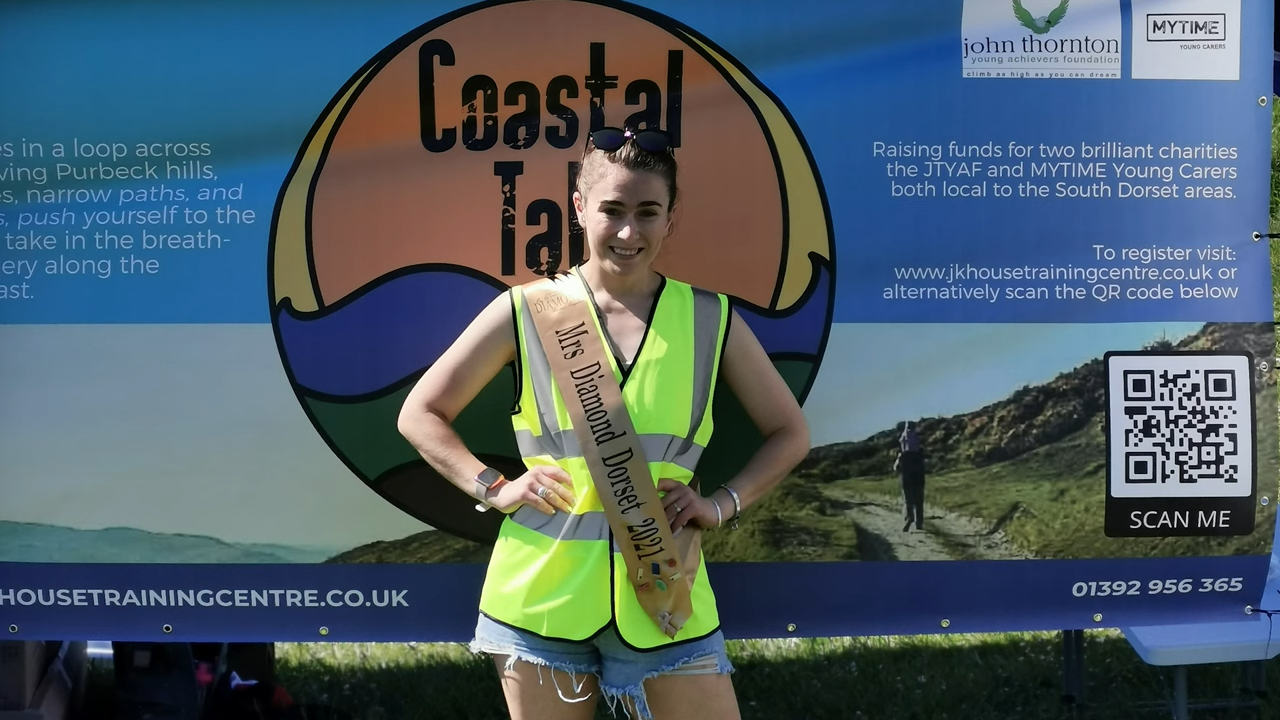 Coastal
Tal
john thornton
young achievers foundation
climb as high as you can dream
MYTIME
YOUNG CARERS
es in a loop across
ving Purbeck hills,
es, narrow paths, and
s, push yourself to the
take in the breath-
ery along the
ast.
Raising funds for two brilliant charities
the JTYAF and MYTIME Young Carers
both local to the South Dorset areas.
To register visit:
www.jkhousetrainingcentre.co.uk or
alternatively scan the QR code below
Mrs Diamond Dorset 2021
SCAN ME
HOUSETRAININGCENTRE.CO.UK
01392 956 365